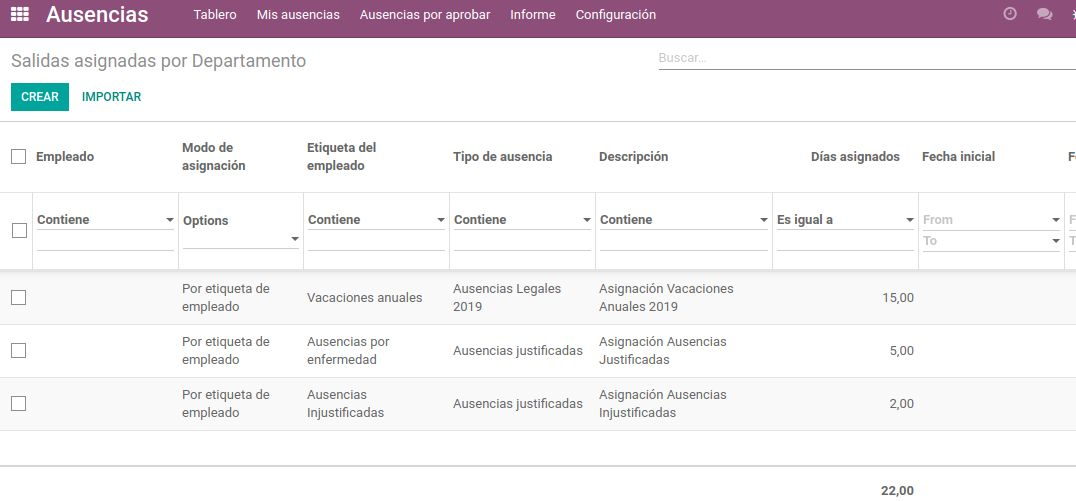 Ausencias Tablero Mis ausencias Ausencias por aprobar Informe Configuración
Salidas asignadas por Departamento Buscar...
CREAR IMPORTAR
Empleado Modo de asignación Etiqueta del empleado Tipo de ausencia Descripción Días asignados Fecha inicial
Contiene Options Contiene Contiene Contiene Es igual a From
To
Por etiqueta de empleado Vacaciones anuales Ausencias Legales 2019 Asignación Vacaciones Anuales 2019 15,00
Por etiqueta de empleado Ausencias por enfermedad Ausencias justificadas Asignación Ausencias Justificadas 5,00
Por etiqueta de empleado Ausencias Injustificadas Ausencias justificadas Asignación Ausencias Injustificadas 2,00
22,00